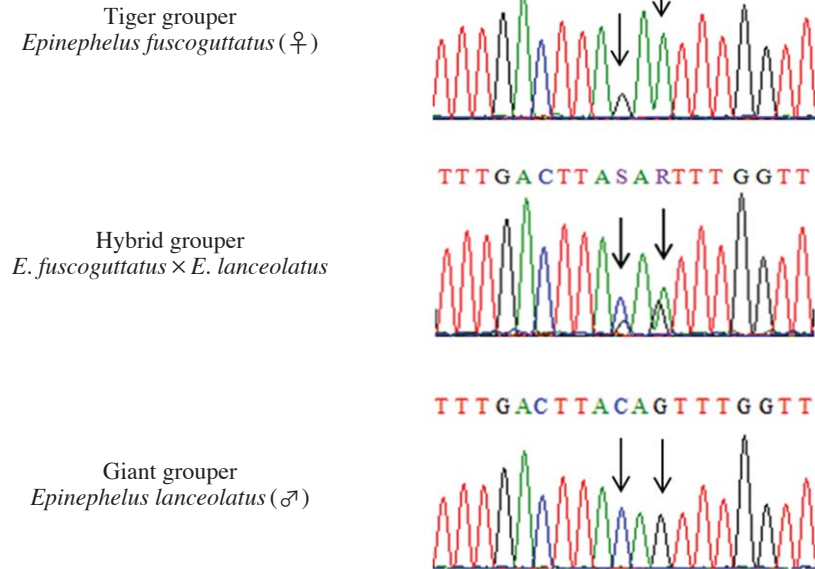 Tiger grouper
Epinephelus fuscoguttatus (♀)
TTTGACTTASARTTTGGTT
Hybrid grouper
E. fuscoguttatus × E. lanceolatus
TTTGACTTACAGTTTGGTT
Giant grouper
Epinephelus lanceolatus (♂)